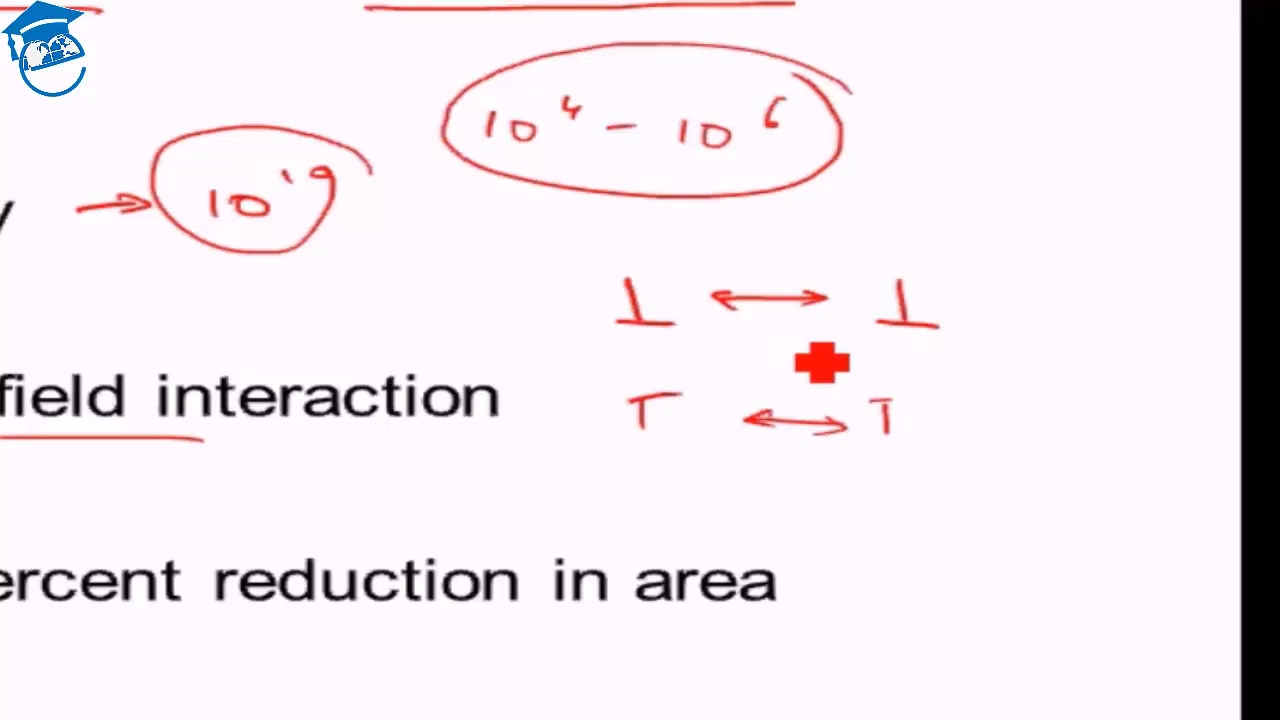 10⁴ - 10⁶
y → 10¹⁹
⊥ ↔ ⊥
field interaction T ↔ T
ercent reduction in area